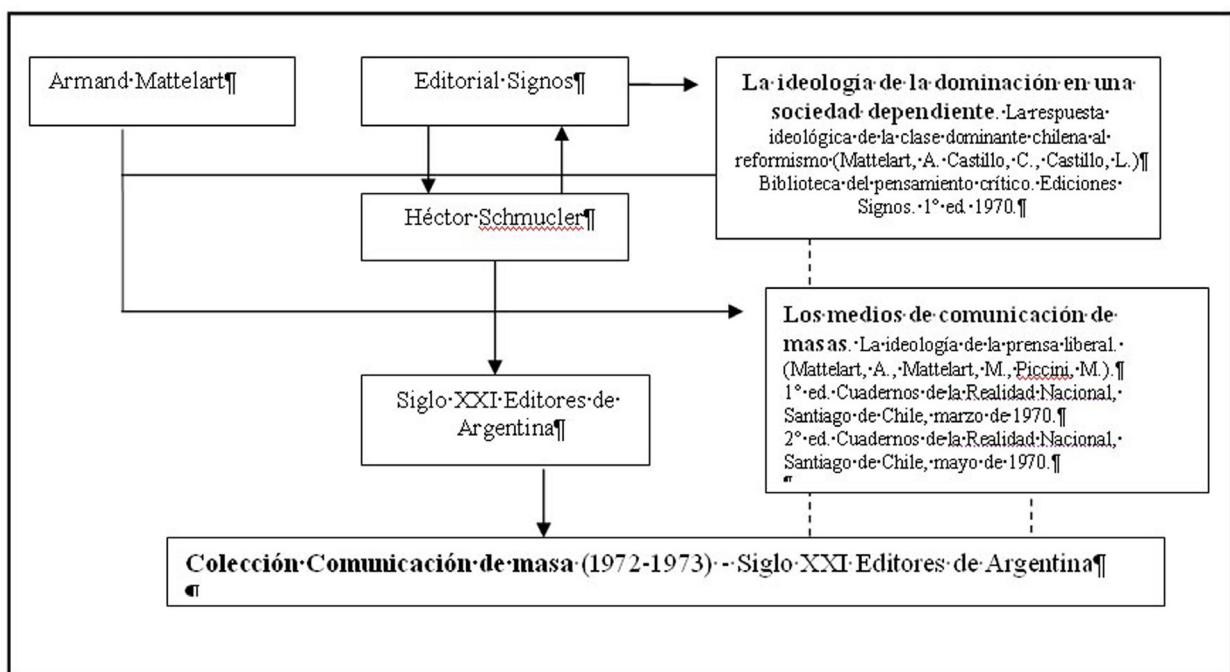 Armand·Mattelart¶
Editorial·Signos¶
La·ideología·de·la·dominación·en·una·
sociedad·dependiente.·La·respuesta·
ideológica·de·la·clase·dominante·chilena·al·
reformismo·(Mattelart,·A.·Castillo,·C.,·Castillo,·L.)¶
Biblioteca·del·pensamiento·crítico.·Ediciones·
Signos.·1°·ed.·1970.¶
Héctor·Schmucler¶
Los·medios·de·comunicación·de·
masas.·La·ideología·de·la·prensa·liberal.·
(Mattelart,·A.,·Mattelart,·M.,·Piccini,·M.).¶
1°·ed.·Cuadernos·de·la·Realidad·Nacional,·
Santiago·de·Chile,·marzo·de·1970.¶
2°·ed.·Cuadernos·de·la·Realidad·Nacional,·
Santiago·de·Chile,·mayo·de·1970.¶
¶
Siglo·XXI·Editores·de·
Argentina¶
Colección·Comunicación·de·masa·(1972-1973)·-·Siglo·XXI·Editores·de·Argentina¶
¶